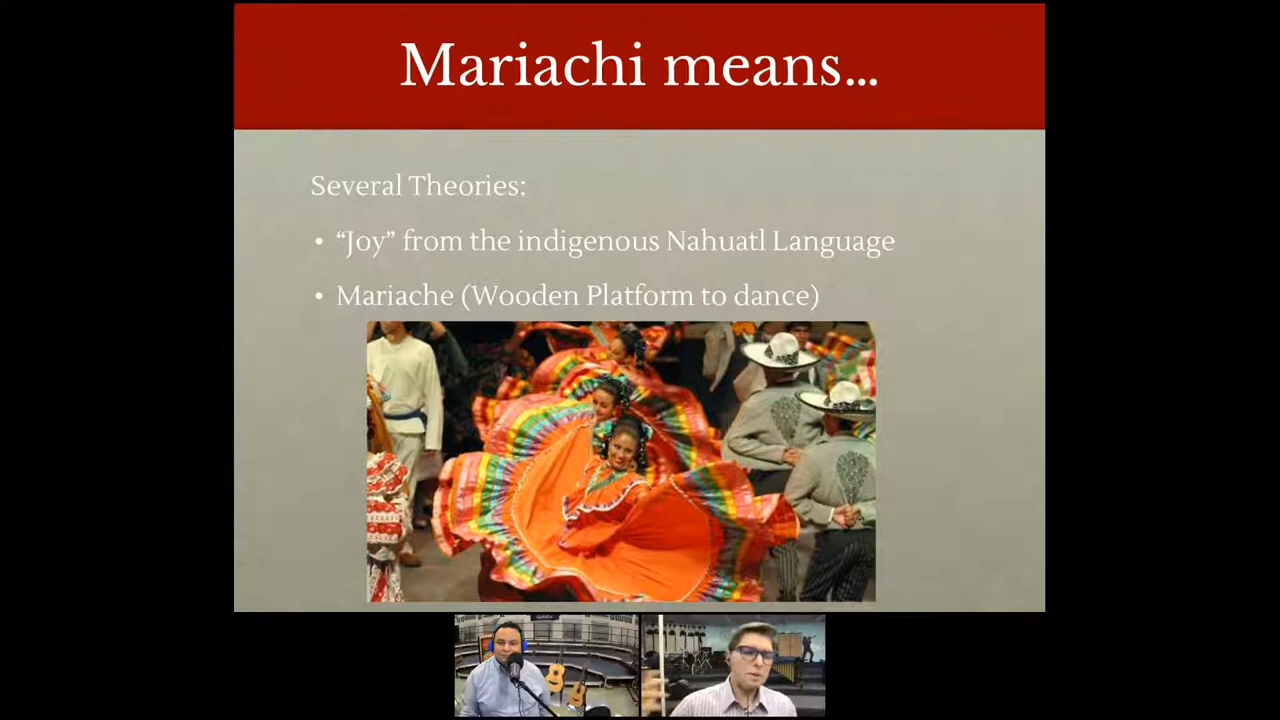 Mariachi means...
Several Theories:
• “Joy” from the indigenous Nahuatl Language
• Mariache (Wooden Platform to dance)